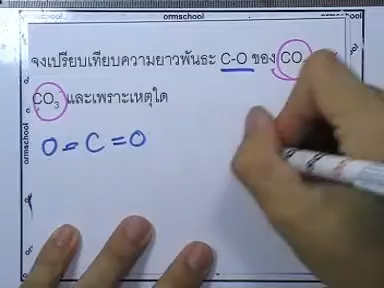 ormschool ormschool
จงเปรียบเทียบความยาวพันธะ C-O ของ CO
CO₃ และเพราะเหตุใด
O = C = O
ormschool